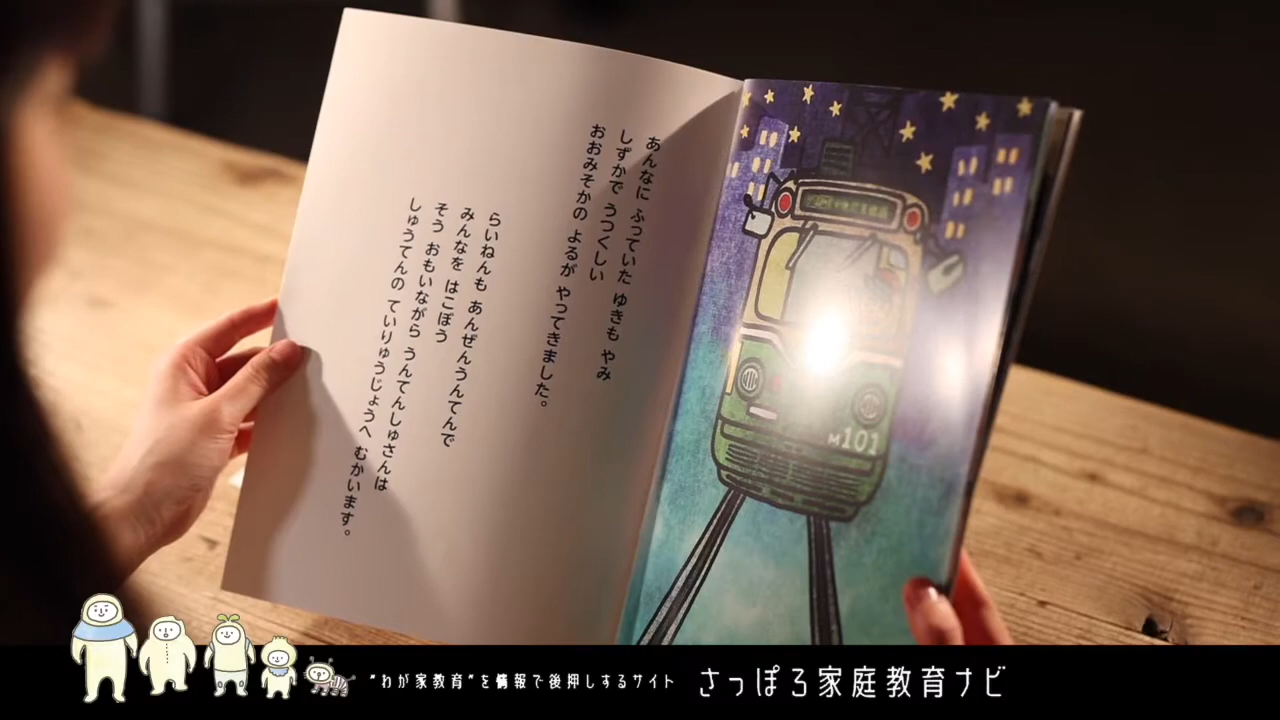 あんなに ふっていた ゆきも やみ
しずかで うつくしい
おおみそかの よるが やってきました。
らいねんも あんぜんうんてんで
みんなを はこぼう
そう おもいながら うんてんしゅさんは
しゅうてんの ていりゅうじょうへ むかいます。
M101
"わが家教育"を情報で後押しするサイト さっぽろ家庭教育ナビ